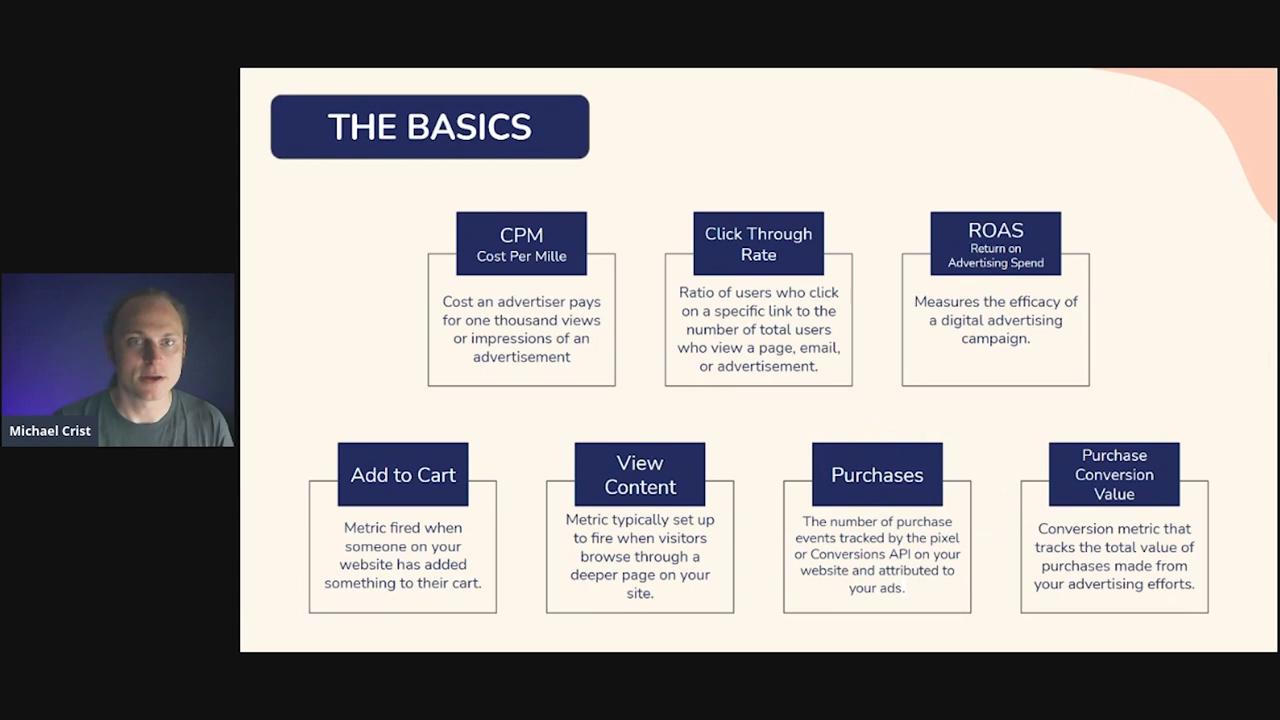 THE BASICS
CPM
Cost Per Mille
Cost an advertiser pays
for one thousand views
or impressions of an
advertisement
Click Through
Rate
Ratio of users who click
on a specific link to the
number of total users
who view a page, email,
or advertisement.
ROAS
Return on
Advertising Spend
Measures the efficacy of
a digital advertising
campaign.
Michael Crist
Add to Cart
Metric fired when
someone on your
website has added
something to their cart.
View
Content
Metric typically set up
to fire when visitors
browse through a
deeper page on your
site.
Purchases
The number of purchase
events tracked by the pixel
or Conversions API on your
website and attributed to
your ads.
Purchase
Conversion
Value
Conversion metric that
tracks the total value of
purchases made from
your advertising efforts.